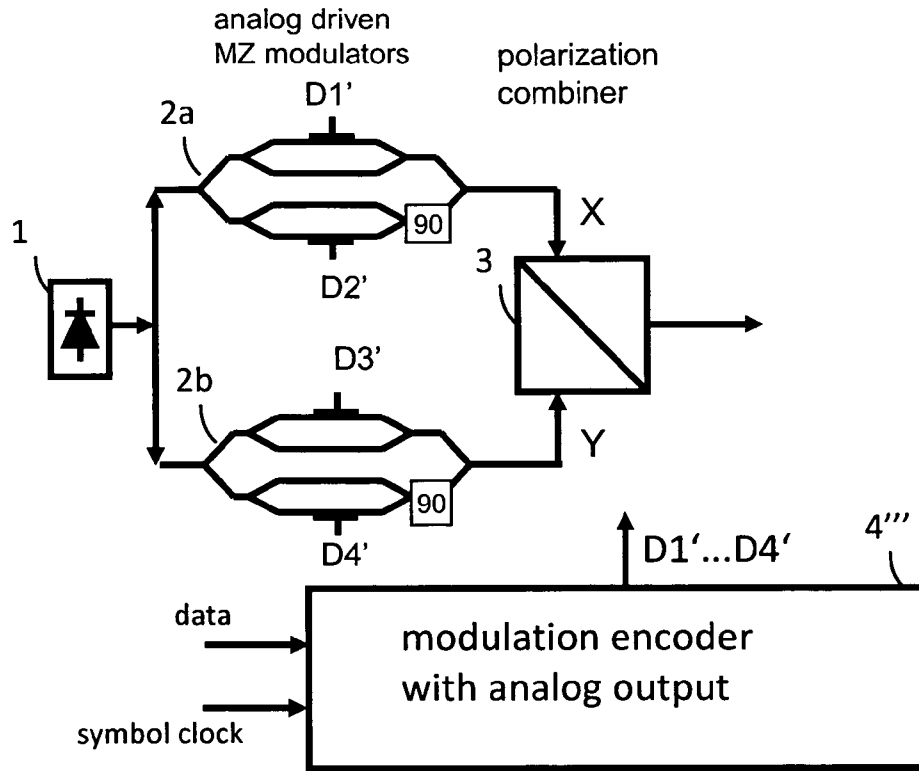 analog driven
MZ modulators
polarization
combiner
D1’
2a
90
X
1
D2’
3
D3’
2b
Y
90
D4’
D1‘...D4‘
4’’’
data
modulation encoder
with analog output
symbol clock